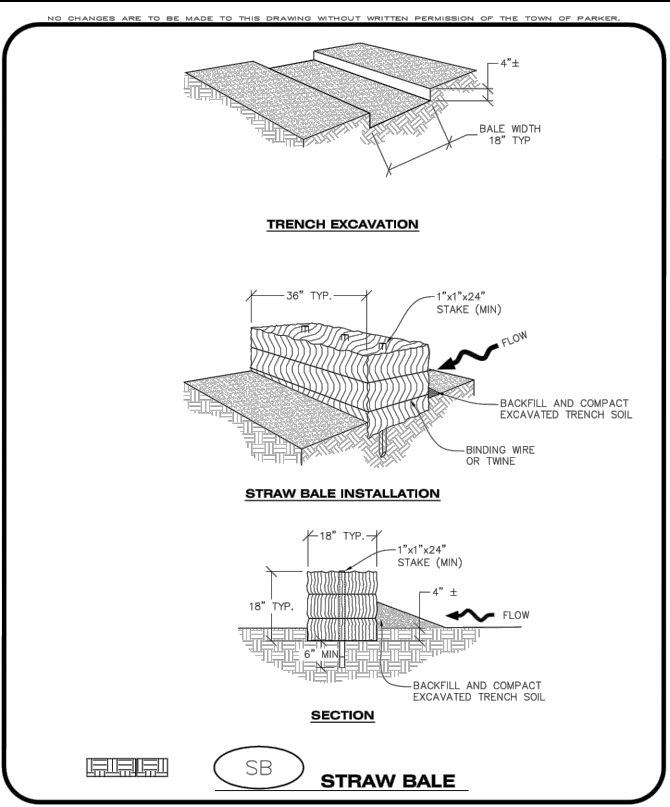 NO CHANGES ARE TO BE MADE TO THIS DRAWING WITHOUT WRITTEN PERMISSION OF THE TOWN OF PARKER.
4"±
BALE WIDTH
18" TYP
TRENCH EXCAVATION
36" TYP.
1"x1"x24"
STAKE (MIN)
FLOW
BACKFILL AND COMPACT
EXCAVATED TRENCH SOIL
BINDING WIRE
OR TWINE
STRAW BALE INSTALLATION
18" TYP.
1"x1"x24"
STAKE (MIN)
18" TYP.
4" ±
FLOW
6" MIN
BACKFILL AND COMPACT
EXCAVATED TRENCH SOIL
SECTION
SB
STRAW BALE